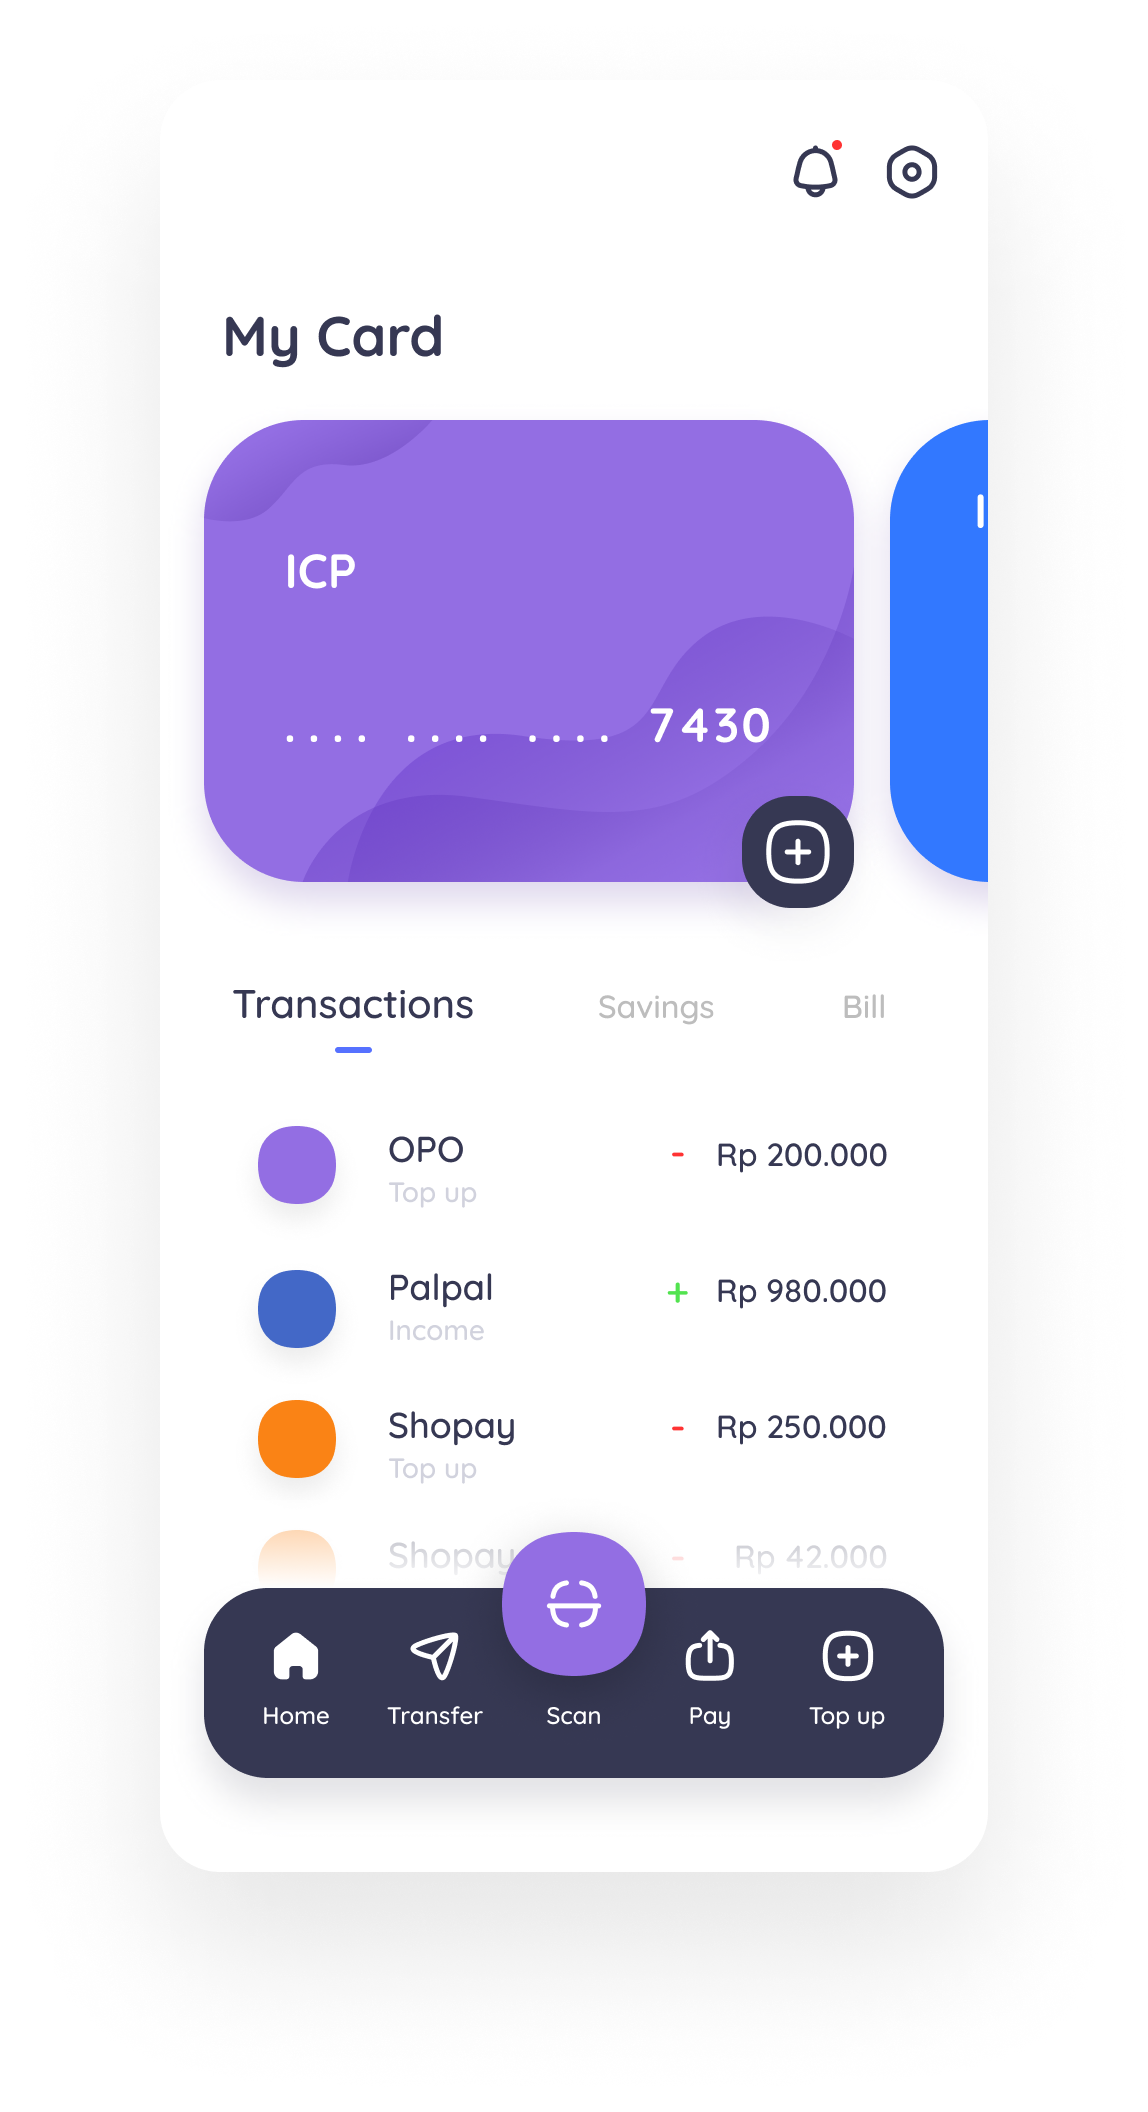 My Card
ICP
.... .... .... 7430
I
Transactions Savings Bill
OPO - Rp 200.000
Top up
Palpal + Rp 980.000
Income
Shopay - Rp 250.000
Top up
Shopay - Rp 42.000
Home Transfer Scan Pay Top up